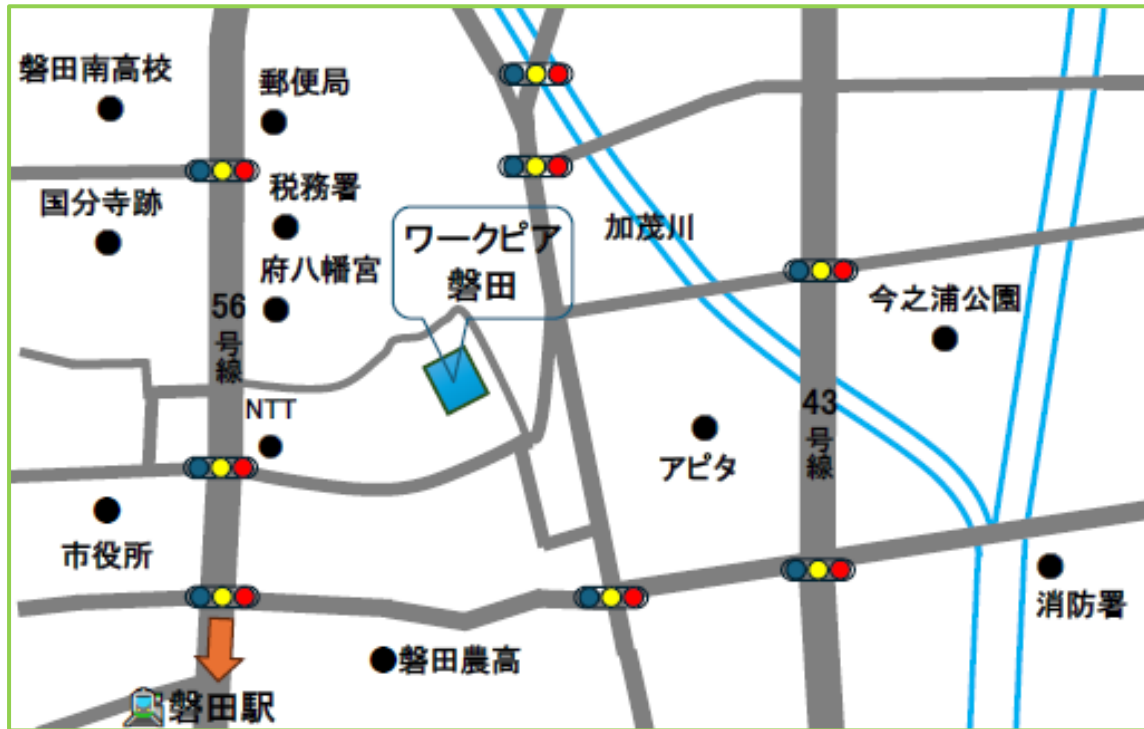 磐田南高校
郵便局
税務署
国分寺跡
ワークピア
磐田
加茂川
府八幡宮
今之浦公園
56
号
線
43
号
線
NTT
アピタ
市役所
消防署
磐田農高
磐田駅